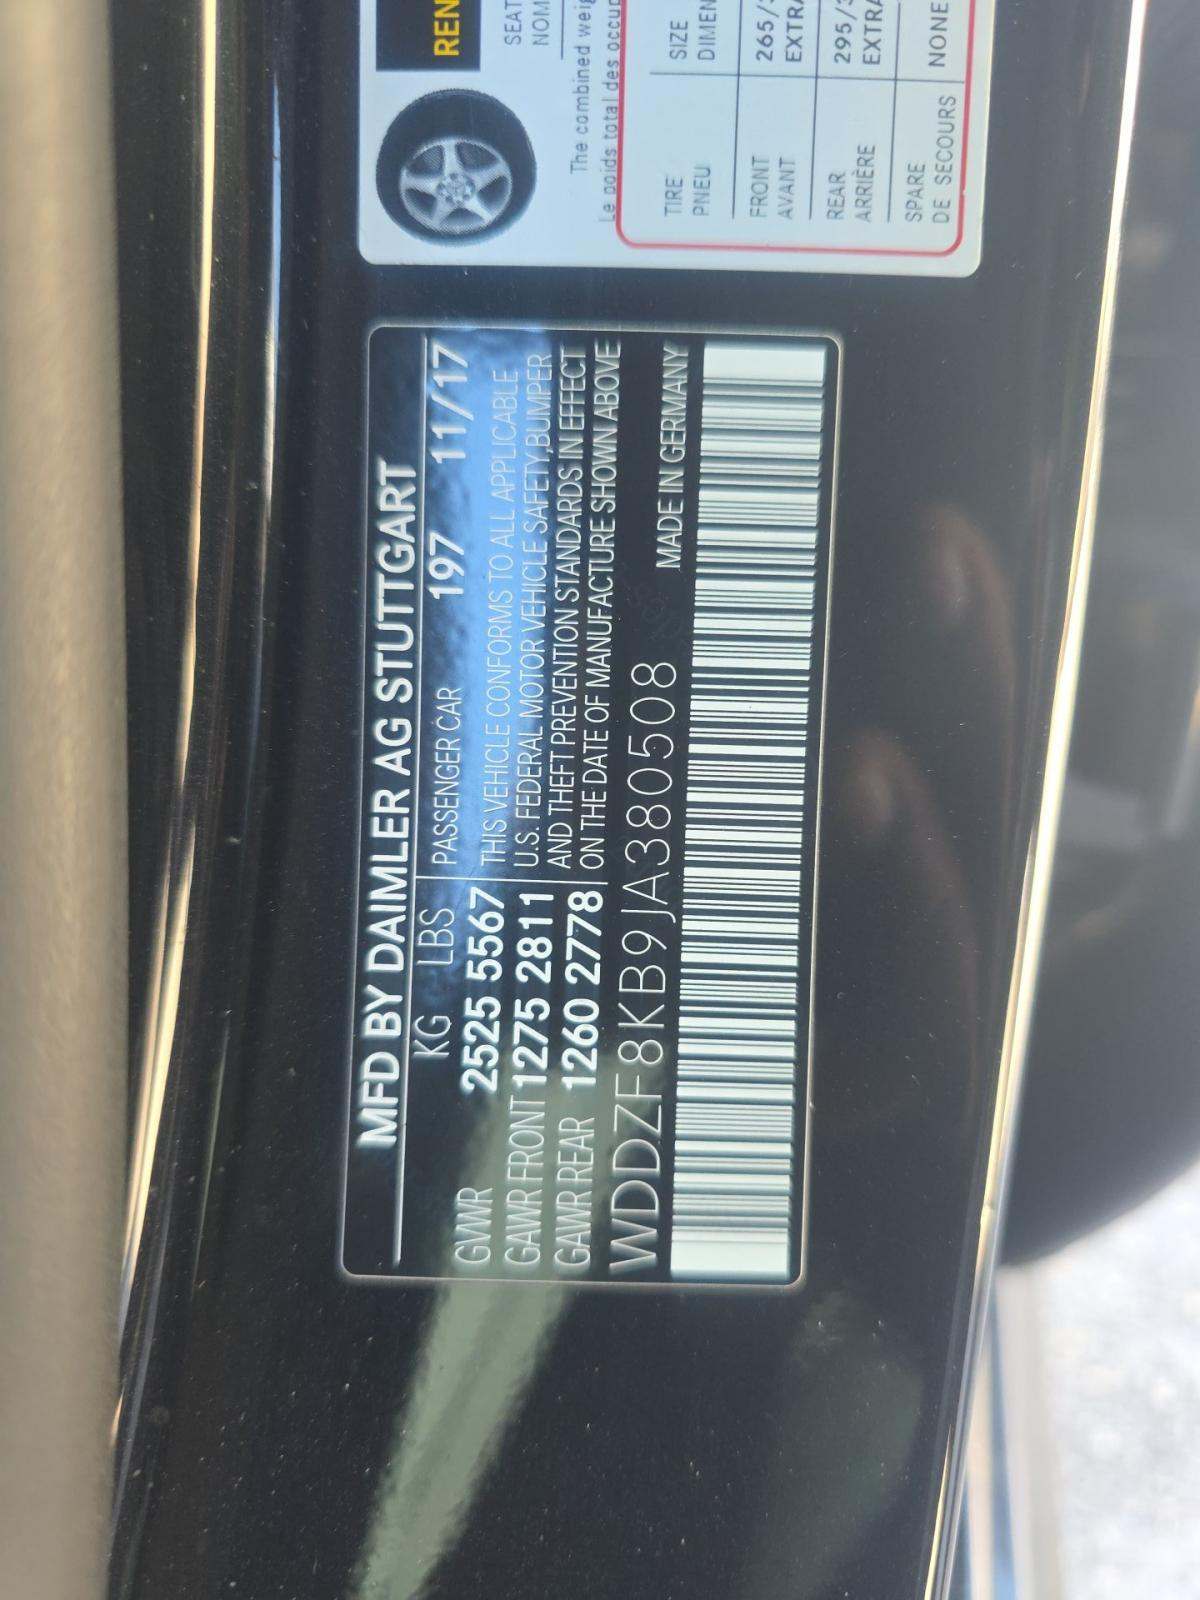 MFD BY DAIMLER AG STUTTGART
KG LBS PASSENGER CAR 197 11/17
GVWR 2525 5567 THIS VEHICLE CONFORMS TO ALL APPLICABLE
GAWR FRONT 1275 2811 U.S. FEDERAL MOTOR VEHICLE SAFETY,BUMPER
GAWR REAR 1260 2778 AND THEFT PREVENTION STANDARDS IN EFFECT
ON THE DATE OF MANUFACTURE SHOWN ABOVE
WDDZF8KB9JA380508 MADE IN GERMANY
REN
SEAT
NOM
The combined
Le poids total des
TIRE SIZE
PNEU
FRONT 265/
AVANT EXTRA
REAR 295/
ARRIÈRE EXTRA
SPARE NONE
DE SECOURS